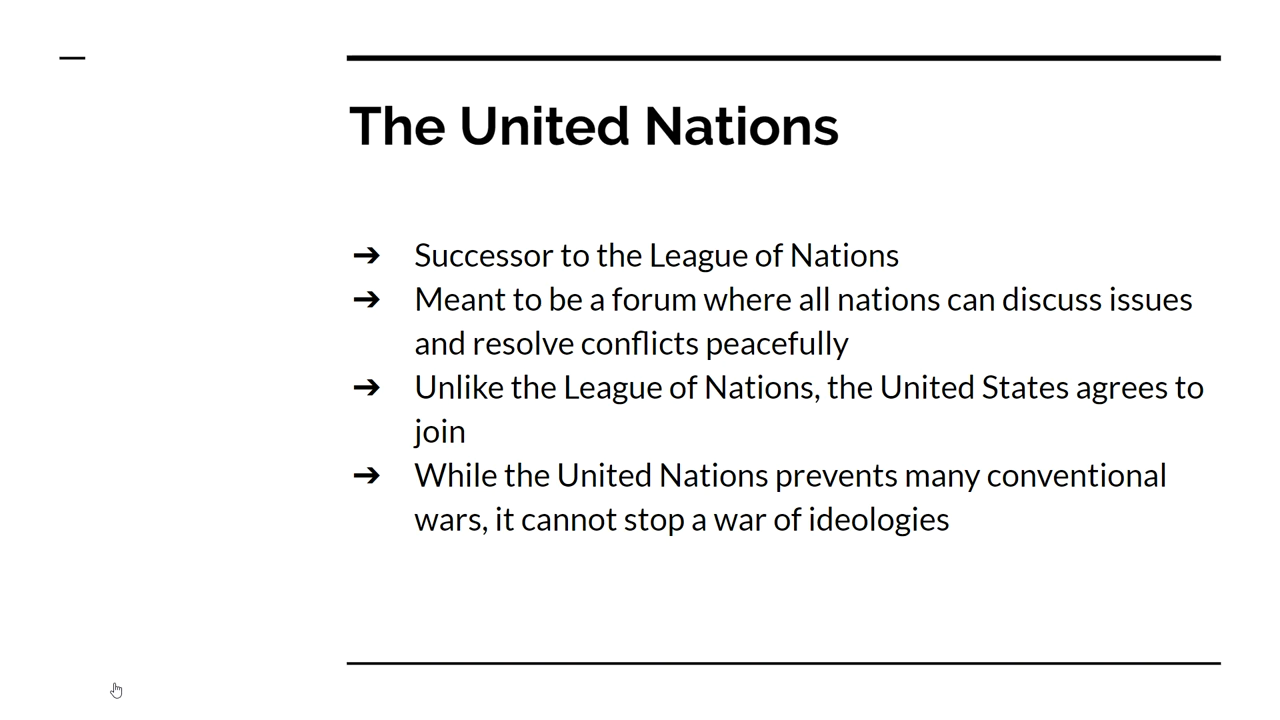 The United Nations
➔ Successor to the League of Nations
➔ Meant to be a forum where all nations can discuss issues
and resolve conflicts peacefully
➔ Unlike the League of Nations, the United States agrees to
join
➔ While the United Nations prevents many conventional
wars, it cannot stop a war of ideologies